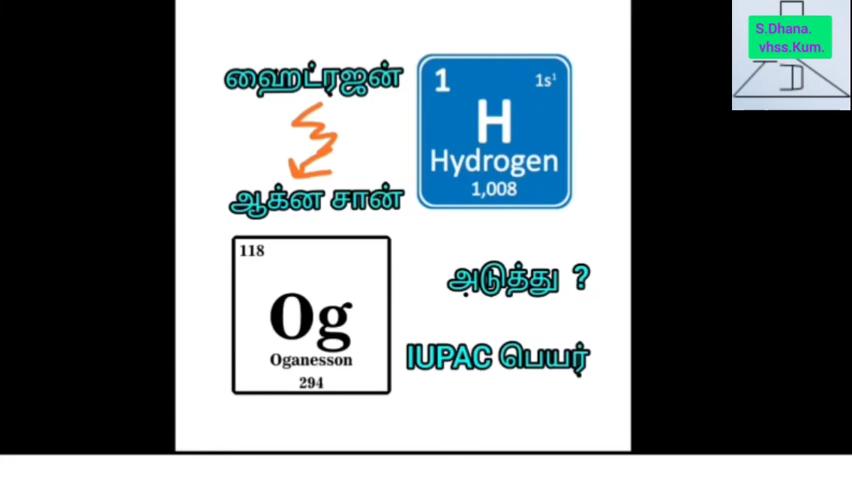 S.Dhana.
vhss.Kum.
ஹைட்ரஜன்
1 1s¹
H
Hydrogen
1,008
ஆக்ன சான்
118
Og
Oganesson
294
அடுத்து ?
IUPAC பெயர்